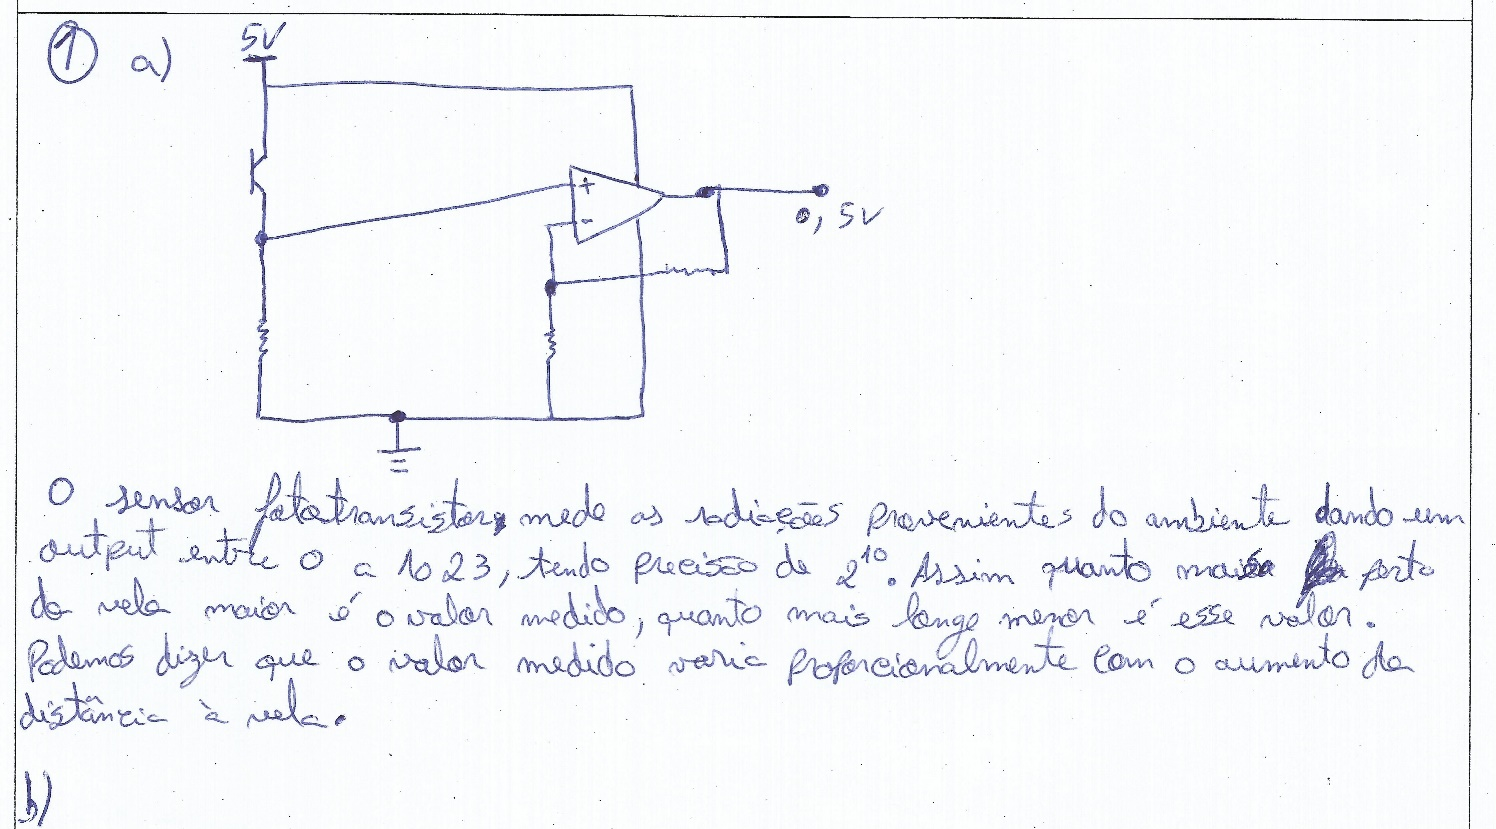 1 a)
5V
+
-
0, 5V
O sensor fototransistor, mede as radiações provenientes do ambiente dando um
output entre 0 a 1023, tendo precisão de 2^10. Assim quanto mais perto
da vela maior é o valor medido, quanto mais longe menor é esse valor.
Podemos dizer que o valor medido varia proporcionalmente com o aumento da
distância à vela.
b)